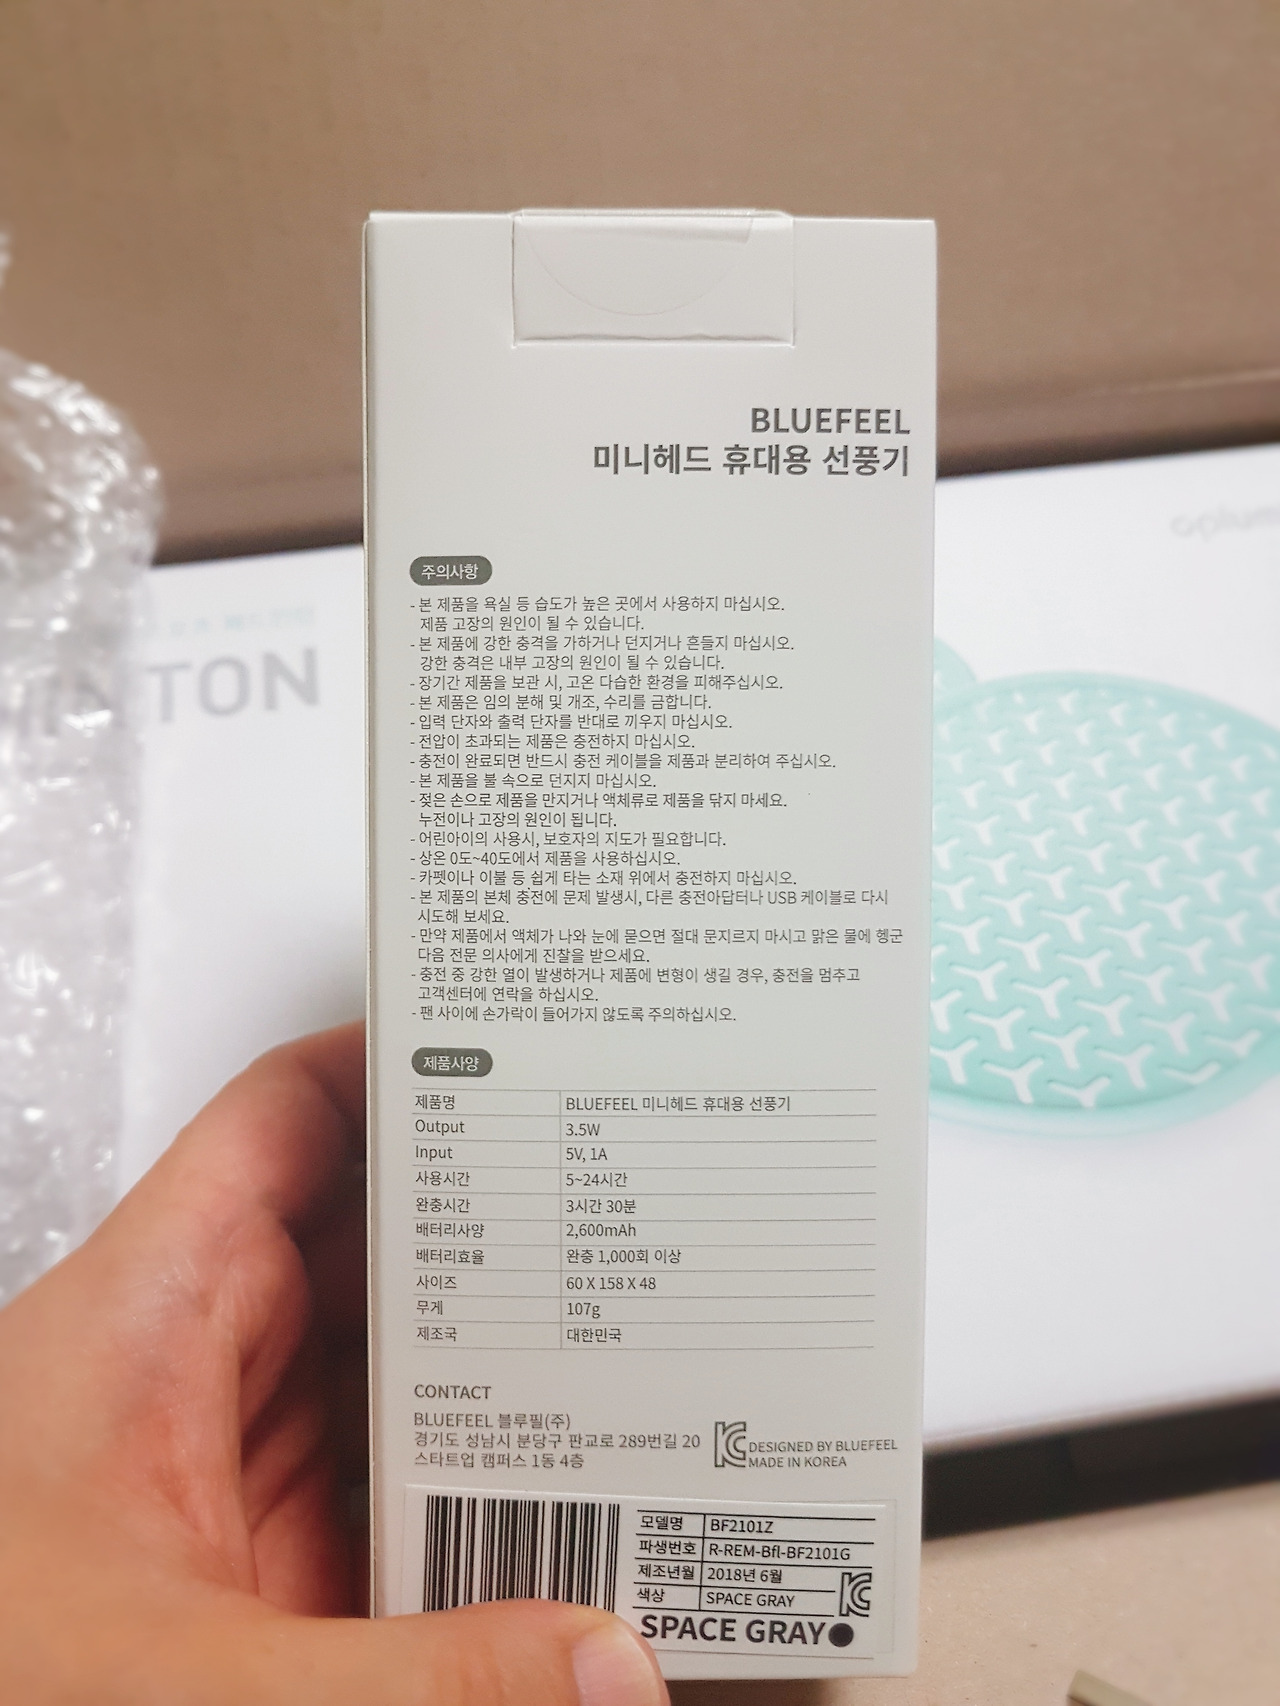 BLUEFEEL
미니헤드 휴대용 선풍기
주의사항
- 본 제품을 욕실 등 습도가 높은 곳에서 사용하지 마십시오.
제품 고장의 원인이 될 수 있습니다.
- 본 제품에 강한 충격을 가하거나 던지거나 흔들지 마십시오.
강한 충격은 내부 고장의 원인이 될 수 있습니다.
- 장기간 제품을 보관 시, 고온 다습한 환경을 피해주십시오.
- 본 제품은 임의 분해 및 개조, 수리를 금합니다.
- 입력 단자와 출력 단자를 반대로 끼우지 마십시오.
- 전압이 초과되는 제품은 충전하지 마십시오.
- 충전이 완료되면 반드시 충전 케이블을 제품과 분리하여 주십시오.
- 본 제품을 불 속으로 던지지 마십시오.
- 젖은 손으로 제품을 만지거나 액체류로 제품을 닦지 마세요.
누전이나 고장의 원인이 됩니다.
- 어린아이의 사용시, 보호자의 지도가 필요합니다.
- 상온 0도~40도에서 제품을 사용하십시오.
- 카펫이나 이불 등 쉽게 타는 소재 위에서 충전하지 마십시오.
- 본 제품의 본체 충전에 문제 발생시, 다른 충전아답터나 USB 케이블로 다시
시도해 보세요.
- 만약 제품에서 액체가 나와 눈에 묻으면 절대 문지르지 마시고 맑은 물에 헹군
다음 전문 의사에게 진찰을 받으세요.
- 충전 중 강한 열이 발생하거나 제품에 변형이 생길 경우, 충전을 멈추고
고객센터에 연락을 하십시오.
- 팬 사이에 손가락이 들어가지 않도록 주의하십시오.
제품사양
제품명 BLUEFEEL 미니헤드 휴대용 선풍기
Output 3.5W
Input 5V, 1A
사용시간 5~24시간
완충시간 3시간 30분
배터리사양 2,600mAh
배터리효율 완충 1,000회 이상
사이즈 60 X 158 X 48
무게 107g
제조국 대한민국
CONTACT
BLUEFEEL 블루필(주)
경기도 성남시 분당구 판교로 289번길 20
스타트업 캠퍼스 1동 4층
DESIGNED BY BLUEFEEL
MADE IN KOREA
모델명 BF2101Z
파생번호 R-REM-Bfl-BF2101G
제조년월 2018년 6월
색상 SPACE GRAY
SPACE GRAY
TON